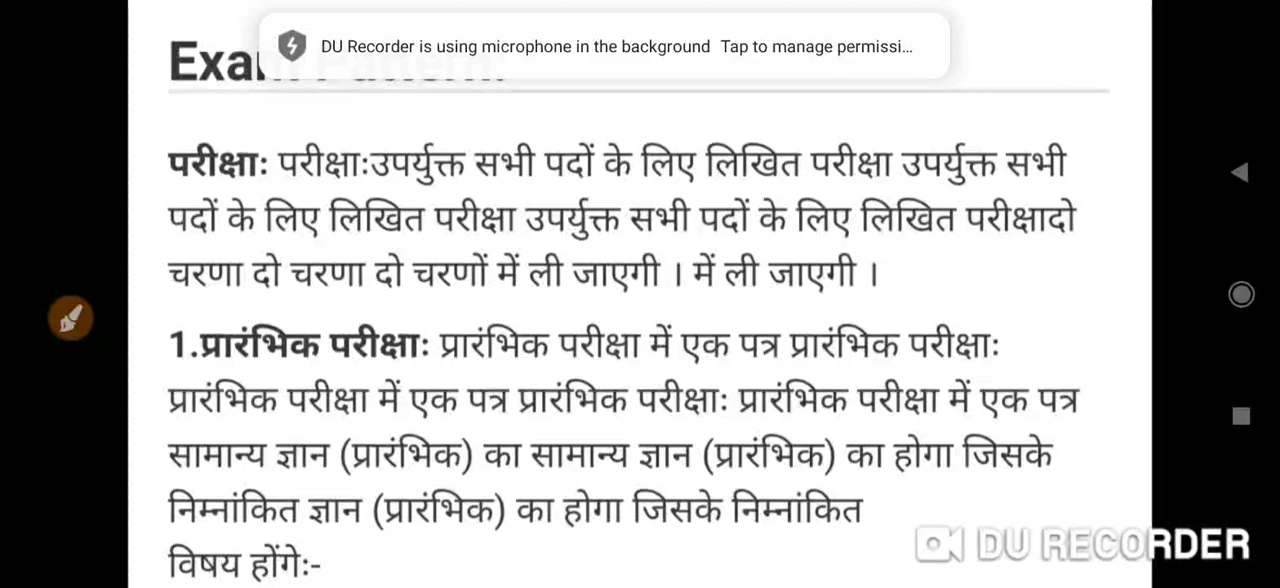 DU Recorder is using microphone in the background Tap to manage permissi...
Exam Pattern:
परीक्षाः परीक्षाःउपर्युक्त सभी पदों के लिए लिखित परीक्षा उपर्युक्त सभी
पदों के लिए लिखित परीक्षा उपर्युक्त सभी पदों के लिए लिखित परीक्षादो
चरणा दो चरणा दो चरणों में ली जाएगी । में ली जाएगी ।
1.प्रारंभिक परीक्षाः प्रारंभिक परीक्षा में एक पत्र प्रारंभिक परीक्षाः
प्रारंभिक परीक्षा में एक पत्र प्रारंभिक परीक्षाः प्रारंभिक परीक्षा में एक पत्र
सामान्य ज्ञान (प्रारंभिक) का सामान्य ज्ञान (प्रारंभिक) का होगा जिसके
निम्नांकित ज्ञान (प्रारंभिक) का होगा जिसके निम्नांकित
विषय होंगेः-
DU RECORDER